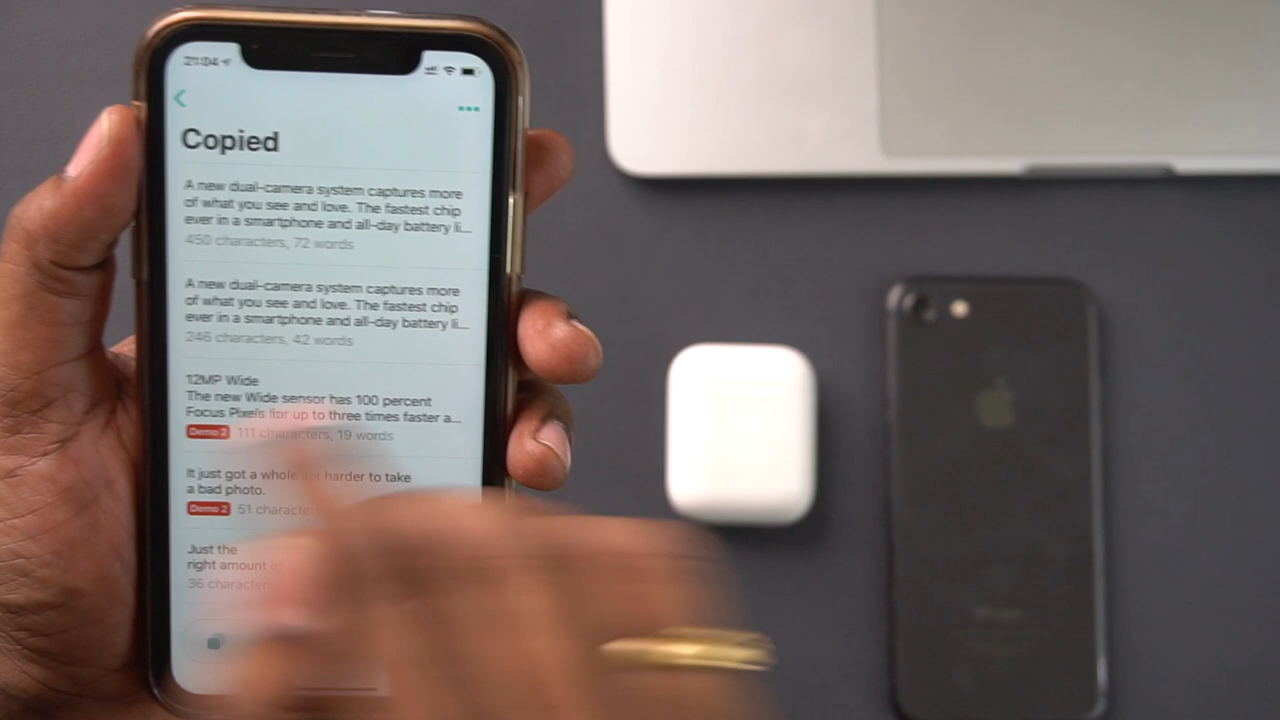 21:04
Copied
A new dual-camera system captures more
of what you see and love. The fastest chip
ever in a smartphone and all-day battery li...
450 characters, 72 words
A new dual-camera system captures more
of what you see and love. The fastest chip
ever in a smartphone and all-day battery li...
246 characters, 42 words
12MP Wide
The new Wide sensor has 100 percent
Focus Pixels for up to three times faster a...
Demo 2 111 characters, 19 words
It just got a whole lot harder to take
a bad photo.
Demo 2 51 character
Just the
right amount o
36 character
iPhone